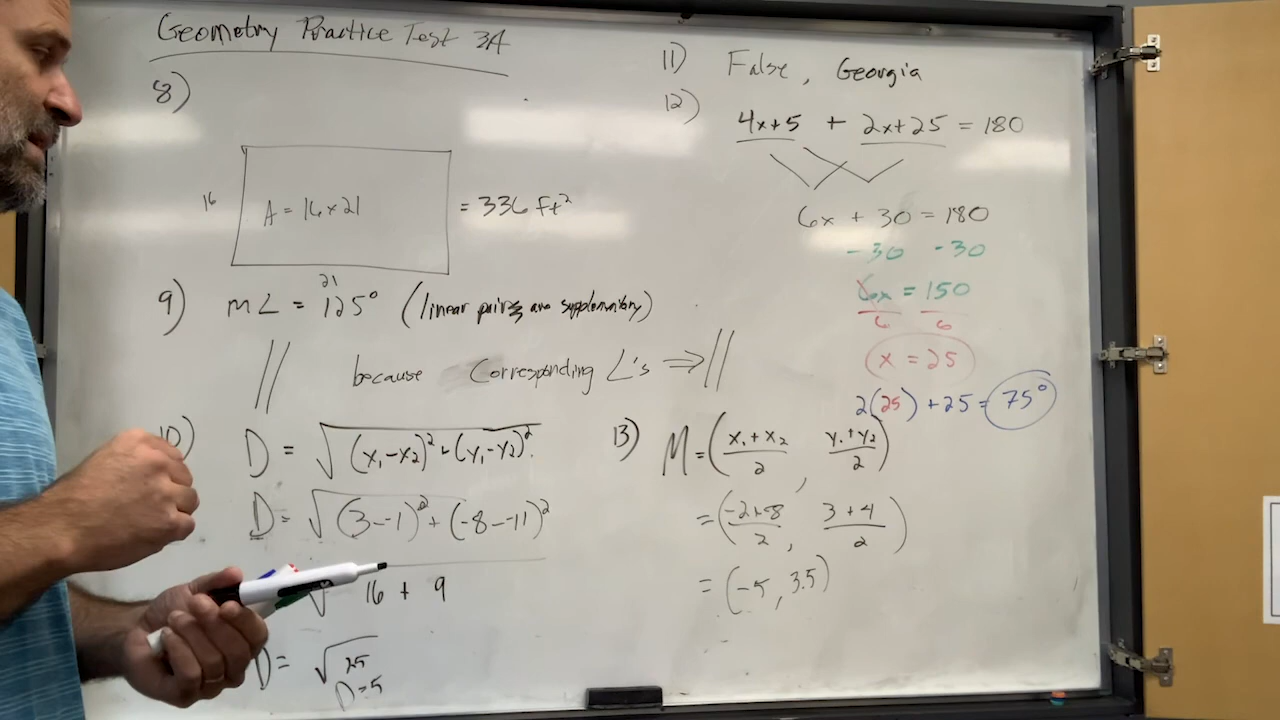 Geometry Practice Test 3A
8)
16
A = 16 x 21
= 336 ft²
21
9) m∠ = 125° (linear pairs are supplementary)
// because Corresponding ∠'s ⇒ //
10) D = √(x₁-x₂)² + (y₁-y₂)²
D = √(3--1)² + (-8--11)²
√ 16 + 9
D = √25
D=5
11) False, Georgia
12) 4x+5 + 2x+25 = 180
6x + 30 = 180
-30 -30
6x = 150
6 6
x = 25
2(25) + 25 = 75°
13) M = (x₁+x₂/2, y₁+y₂/2)
= (-2+-8/2, 3+4/2)
= (-5, 3.5)